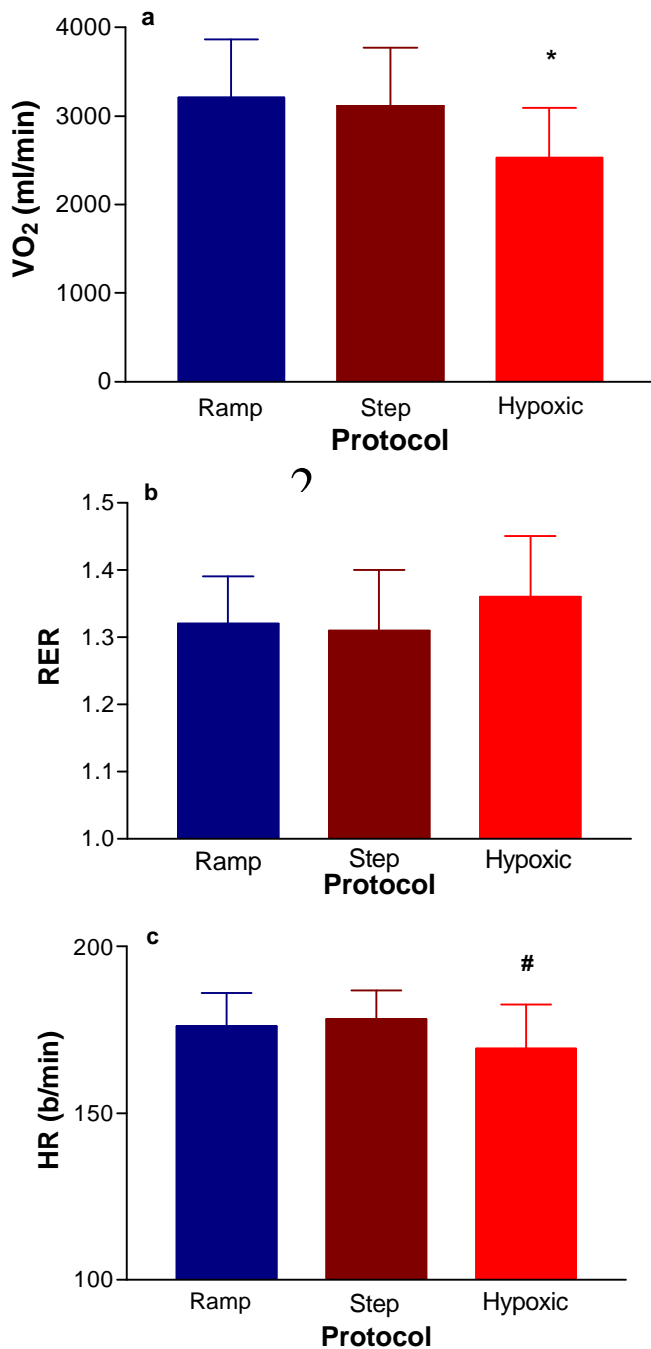 a
*
4000
3000
2000
1000
0
VO₂ (ml/min)
Ramp Step Hypoxic
Protocol
b
1.5
1.4
1.3
1.2
1.1
1.0
RER
Ramp Step Hypoxic
Protocol
c
#
200
150
100
HR (b/min)
Ramp Step Hypoxic
Protocol